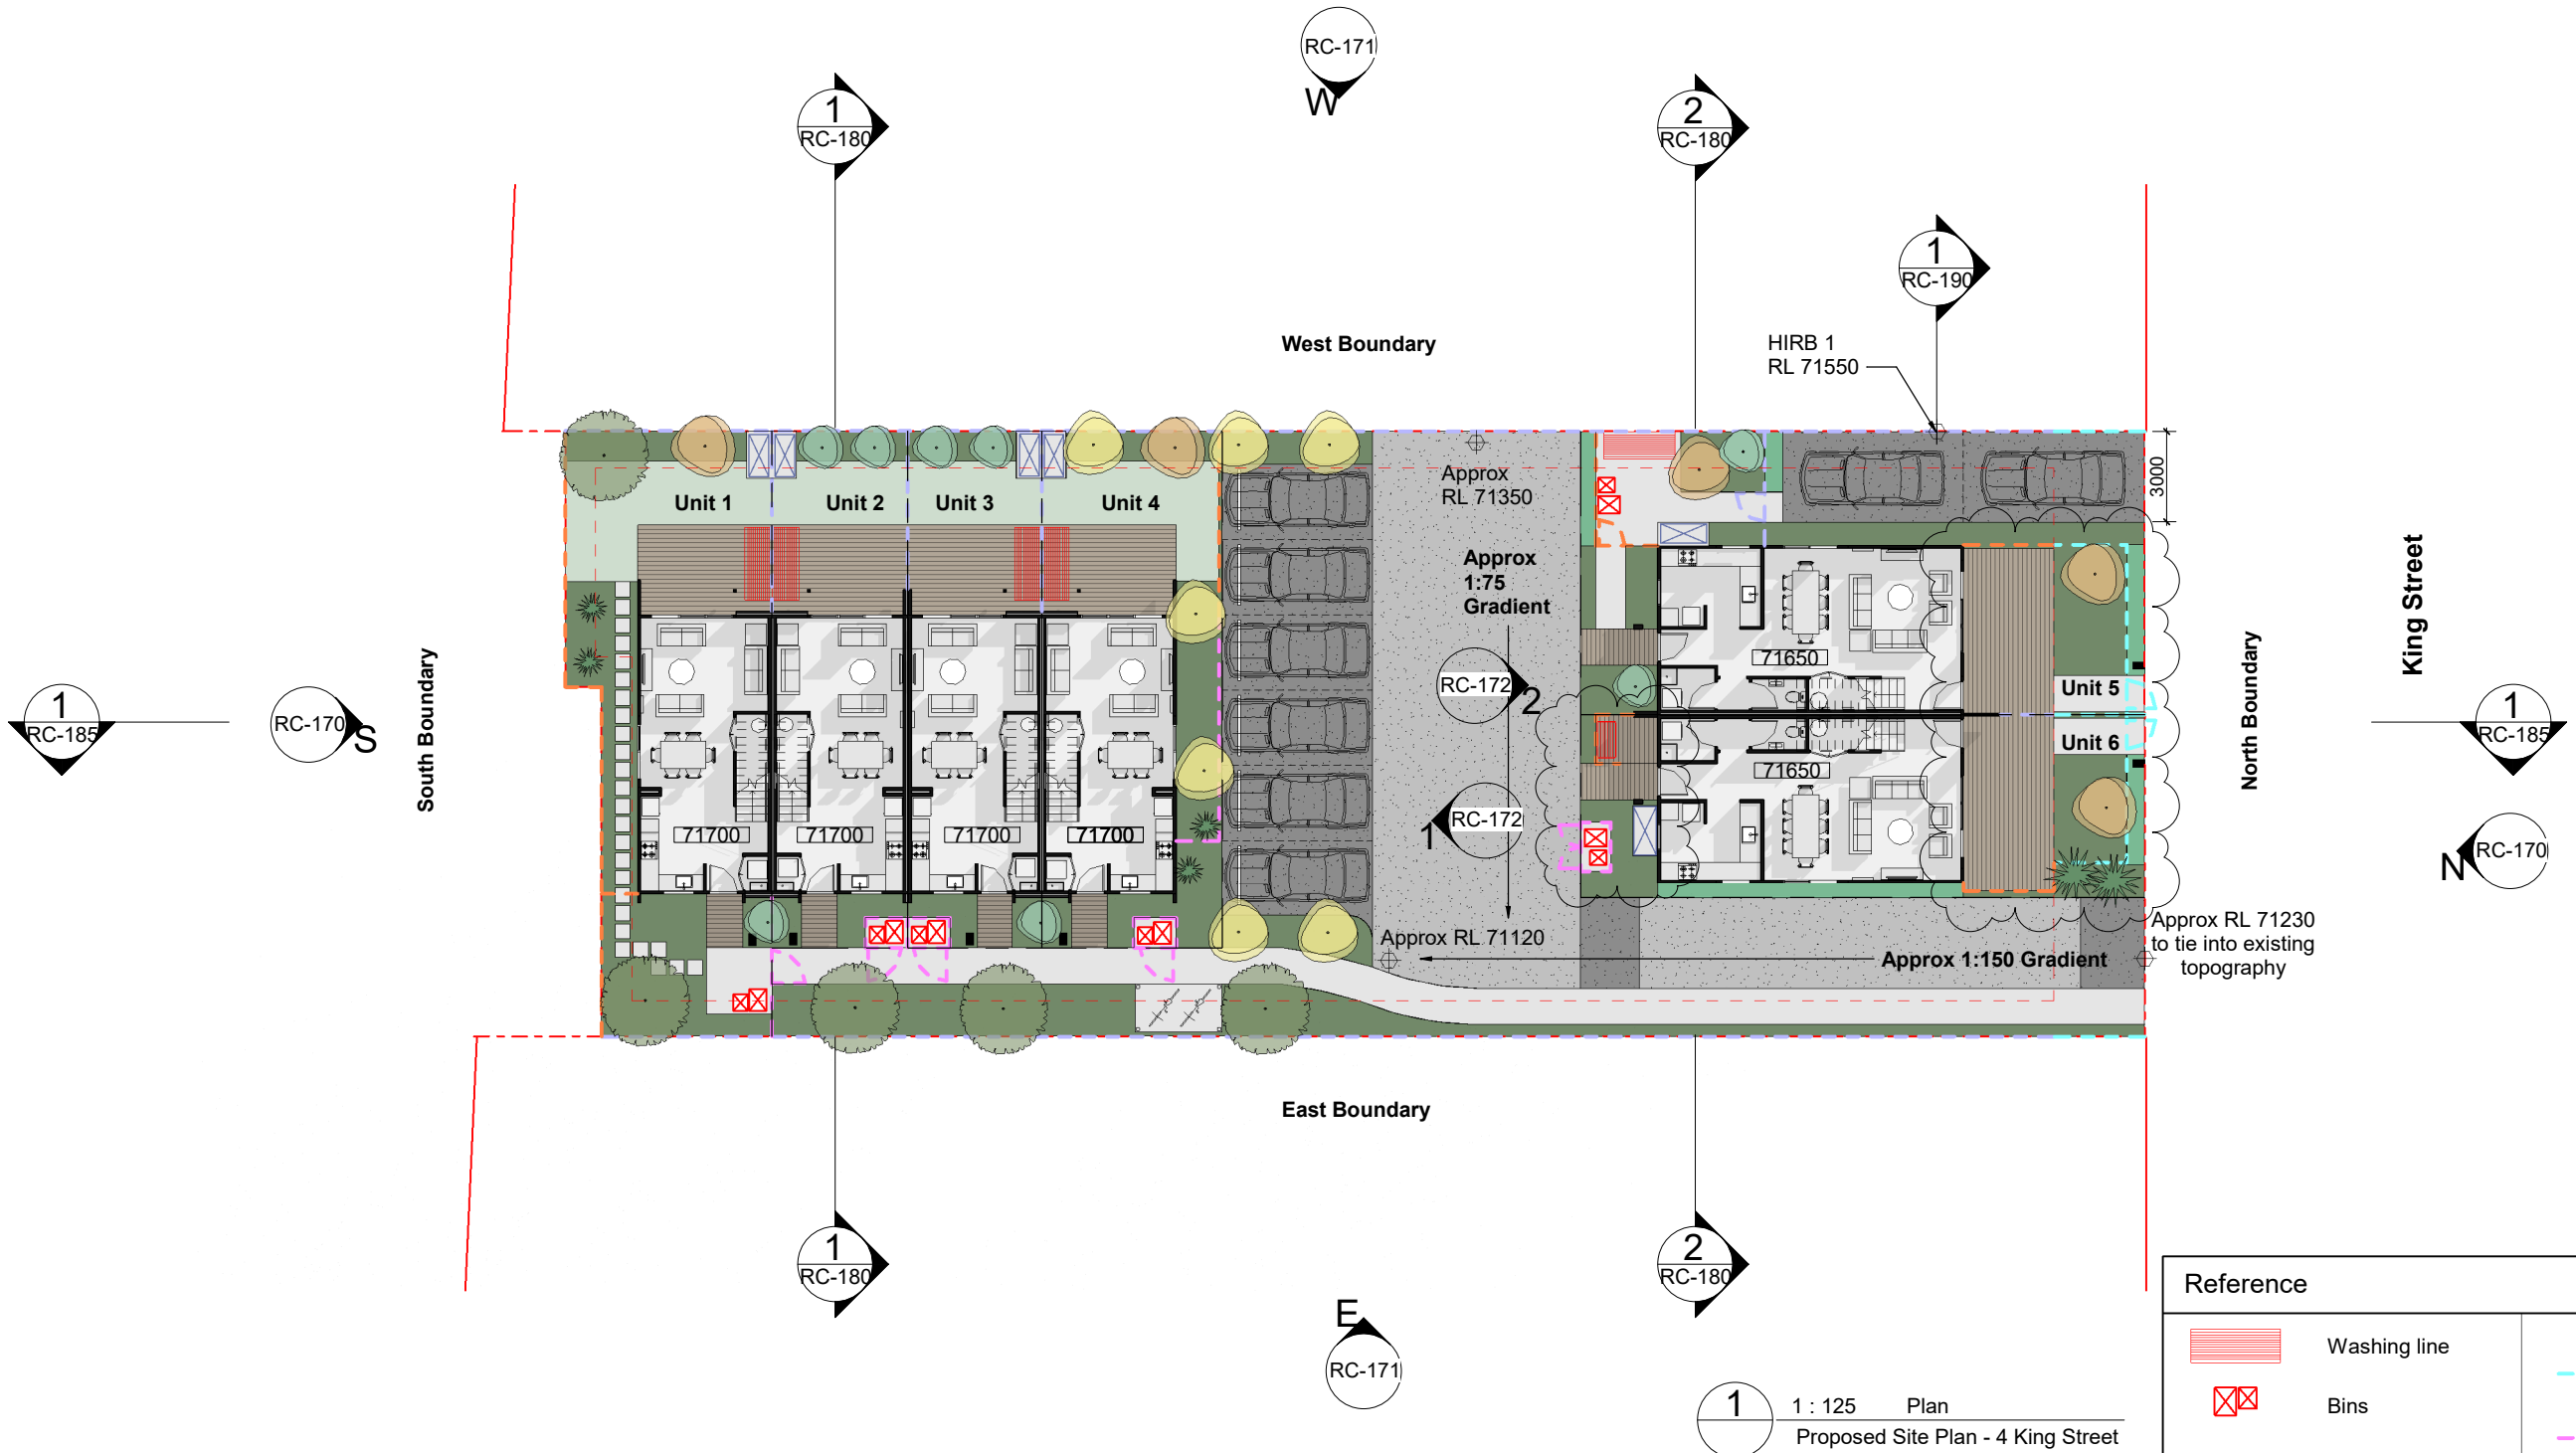 RC-171
W
1
RC-180
2
RC-180
1
RC-190
HIRB 1
RL 71550
West Boundary
3000
Approx
RL 71350
Unit 1
Unit 2
Unit 3
Unit 4
Approx
1:75
Gradient
King Street
71650
Unit 5
RC-172
2
1
RC-185
RC-170
S
South Boundary
North Boundary
1
RC-185
Unit 6
71650
RC-172
1
71700
71700
71700
71700
N
RC-170
Approx RL 71120
Approx RL 71230
to tie into existing
topography
Approx 1:150 Gradient
East Boundary
1
RC-180
2
RC-180
E
RC-171
Reference
Washing line
Bins
1
1 : 125
Plan
Proposed Site Plan - 4 King Street